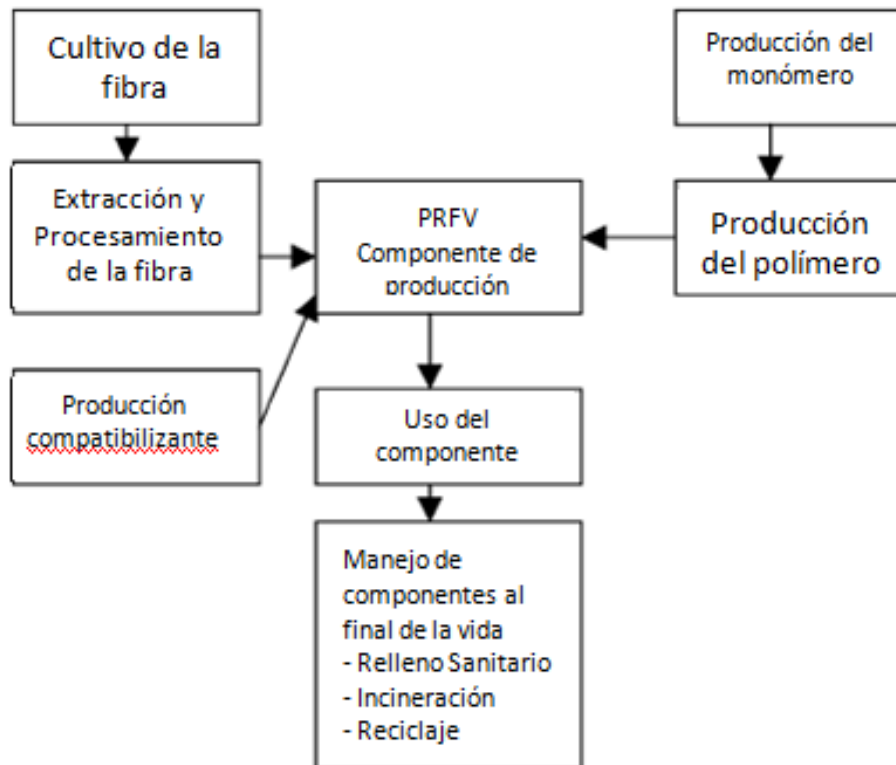 Cultivo de la
fibra
Producción del
monómero
Extracción y
Procesamiento
de la fibra
PRFV
Componente de
producción
Producción
del polímero
Producción
compatibilizante
Uso del
componente
Manejo de
componentes al
final de la vida
- Relleno Sanitario
- Incineración
- Reciclaje